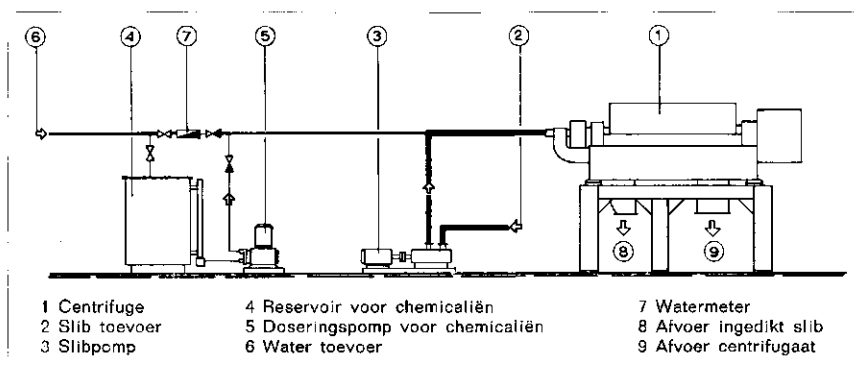 6 4 7 5 3 2 1
8 9
1 Centrifuge
2 Slib toevoer
3 Slibpomp
4 Reservoir voor chemicaliën
5 Doseringspomp voor chemicaliën
6 Water toevoer
7 Watermeter
8 Afvoer ingedikt slib
9 Afvoer centrifugaat